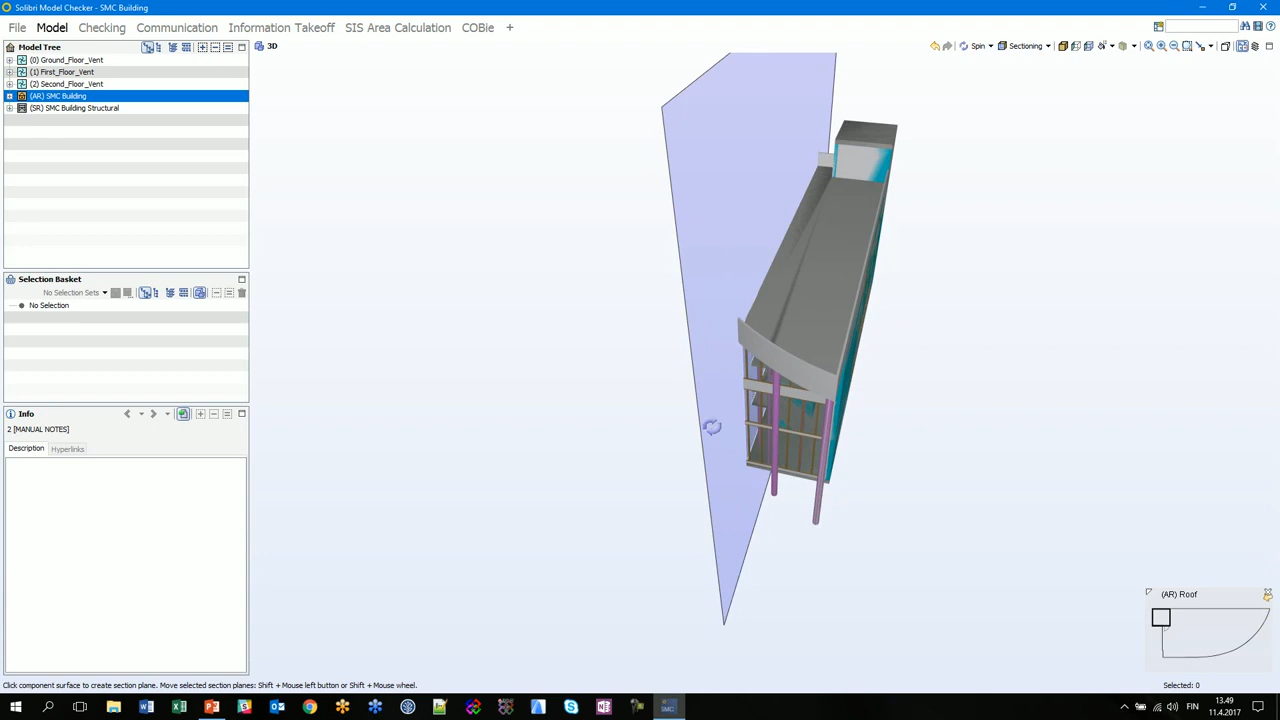 Solibri Model Checker - SMC Building
File Model Checking Communication Information Takeoff SIS Area Calculation COBie +
Model Tree
3D
Spin Sectioning
(0) Ground_Floor_Vent
(1) First_Floor_Vent
(2) Second_Floor_Vent
(AR) SMC Building
(SR) SMC Building Structural
Selection Basket
No Selection Sets
No Selection
Info
2 [MANUAL NOTES]
Description Hyperlinks
(AR) Roof
Click component surface to create section plane. Move selected section planes: Shift + Mouse left button or Shift + Mouse wheel.
Selected: 0
FIN
13.49
11.4.2017